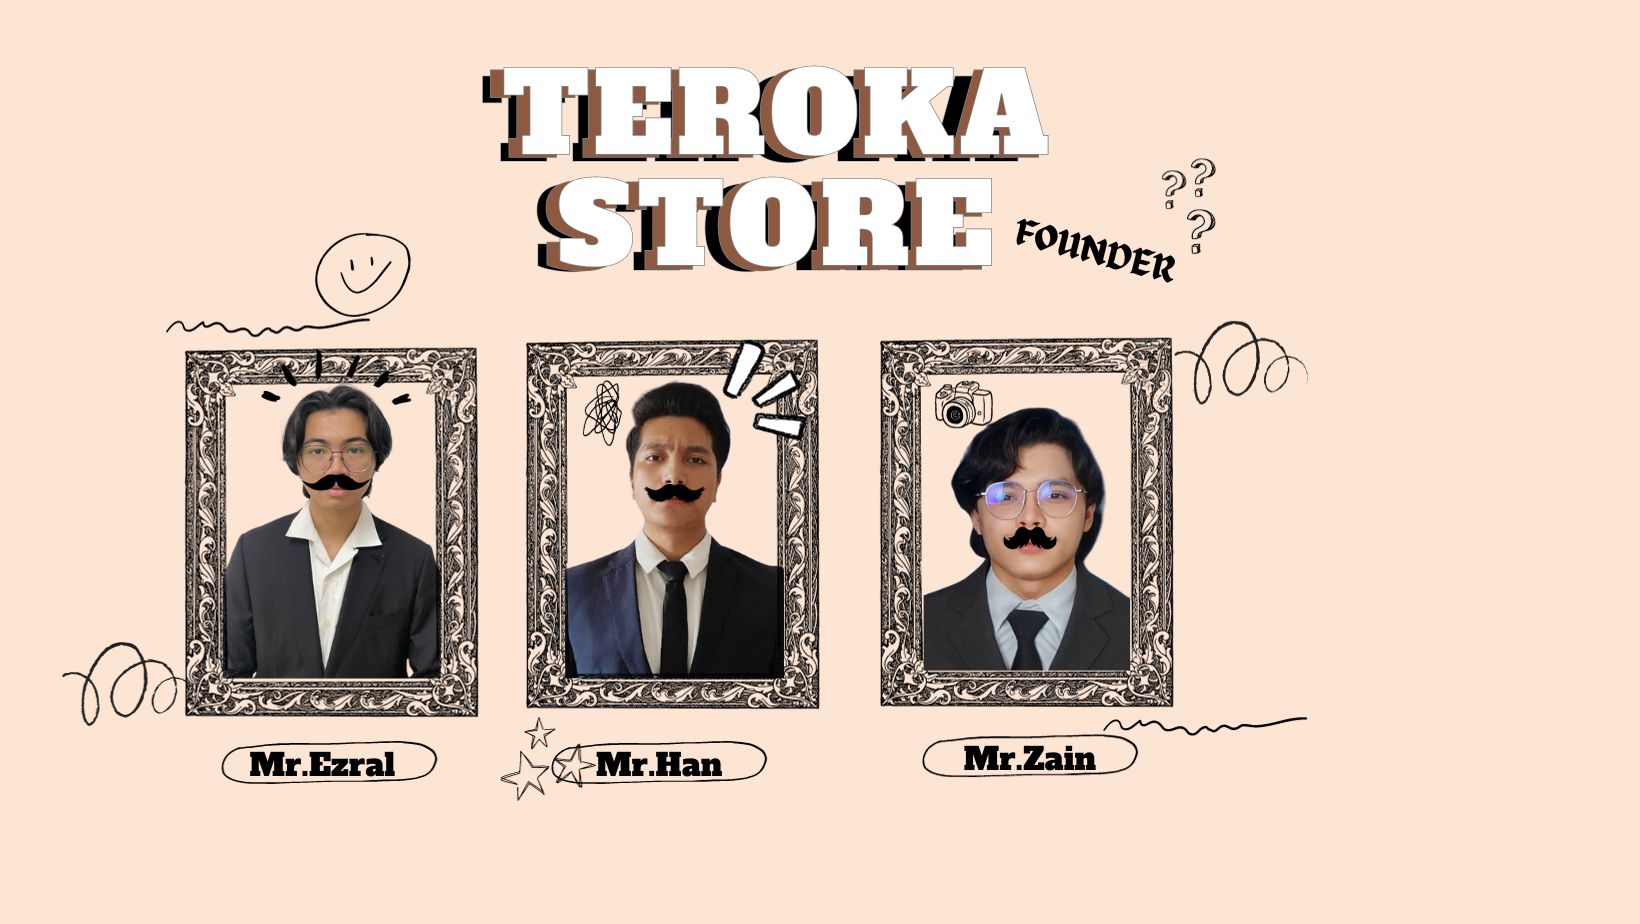 TEROKA
STORE
FOUNDER
???
Mr.Ezral
Mr.Han
Mr.Zain